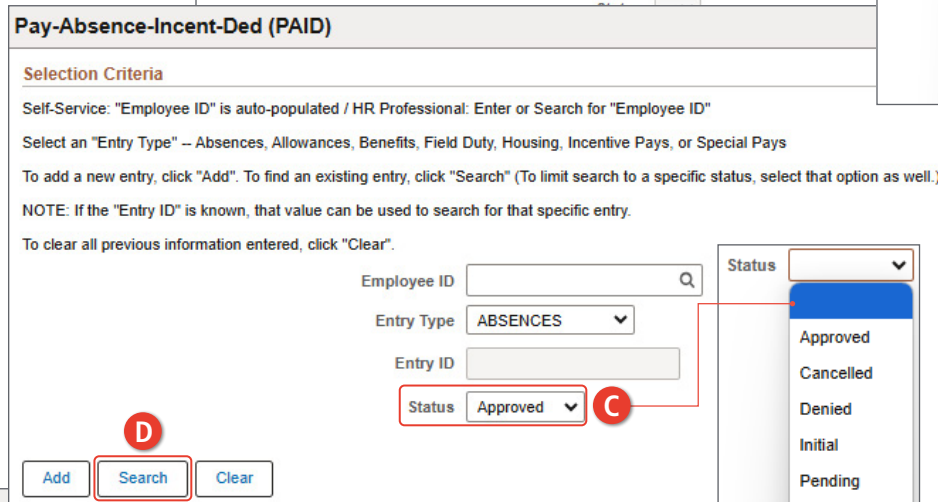 Pay-Absence-Incent-Ded (PAID)
Selection Criteria
Self-Service: "Employee ID" is auto-populated / HR Professional: Enter or Search for "Employee ID"
Select an "Entry Type" -- Absences, Allowances, Benefits, Field Duty, Housing, Incentive Pays, or Special Pays
To add a new entry, click "Add". To find an existing entry, click "Search" (To limit search to a specific status, select that option as well.)
NOTE: If the "Entry ID" is known, that value can be used to search for that specific entry.
To clear all previous information entered, click "Clear".
Employee ID
Entry Type ABSENCES
Entry ID
Status Approved C
D
Add Search Clear
Status
Approved
Cancelled
Denied
Initial
Pending